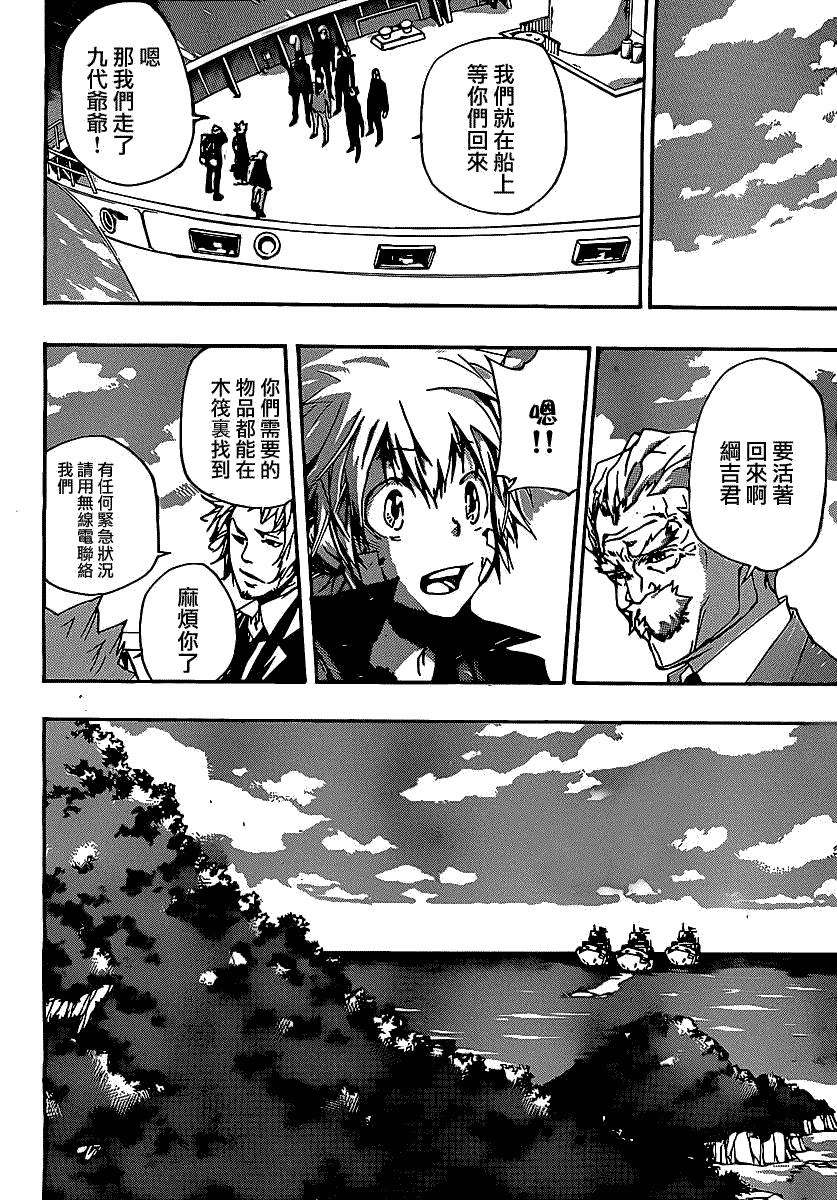 我們就在船上
等你們回來
嗯
那我們走了
九代爺爺！
要活著
回來啊
綱吉君
嗯!!
你們需要的
物品都能在
木筏裏找到
麻煩你了
有任何緊急狀況
請用無線電聯絡
我們